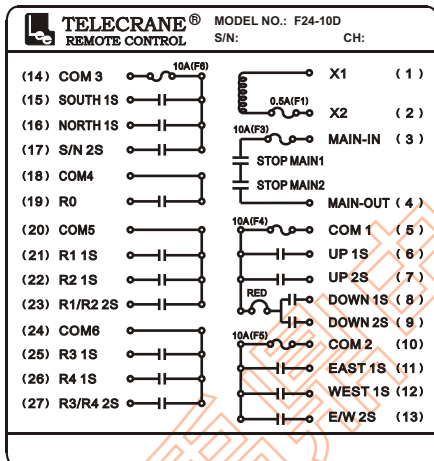 TELECRANE®
REMOTE CONTROL
MODEL NO.: F24-10D
S/N: CH:
10A(F6)
(14) COM 3
(15) SOUTH 1S
(16) NORTH 1S
(17) S/N 2S
(18) COM4
(19) R0
(20) COM5
(21) R1 1S
(22) R2 1S
(23) R1/R2 2S
(24) COM6
(25) R3 1S
(26) R4 1S
(27) R3/R4 2S
X1 (1)
0.5A(F1)
X2 (2)
10A(F3)
MAIN-IN (3)
STOP MAIN1
STOP MAIN2
MAIN-OUT (4)
10A(F4)
COM 1 (5)
UP 1S (6)
UP 2S (7)
RED
DOWN 1S (8)
DOWN 2S (9)
10A(F5)
COM 2 (10)
EAST 1S (11)
WEST 1S (12)
E/W 2S (13)